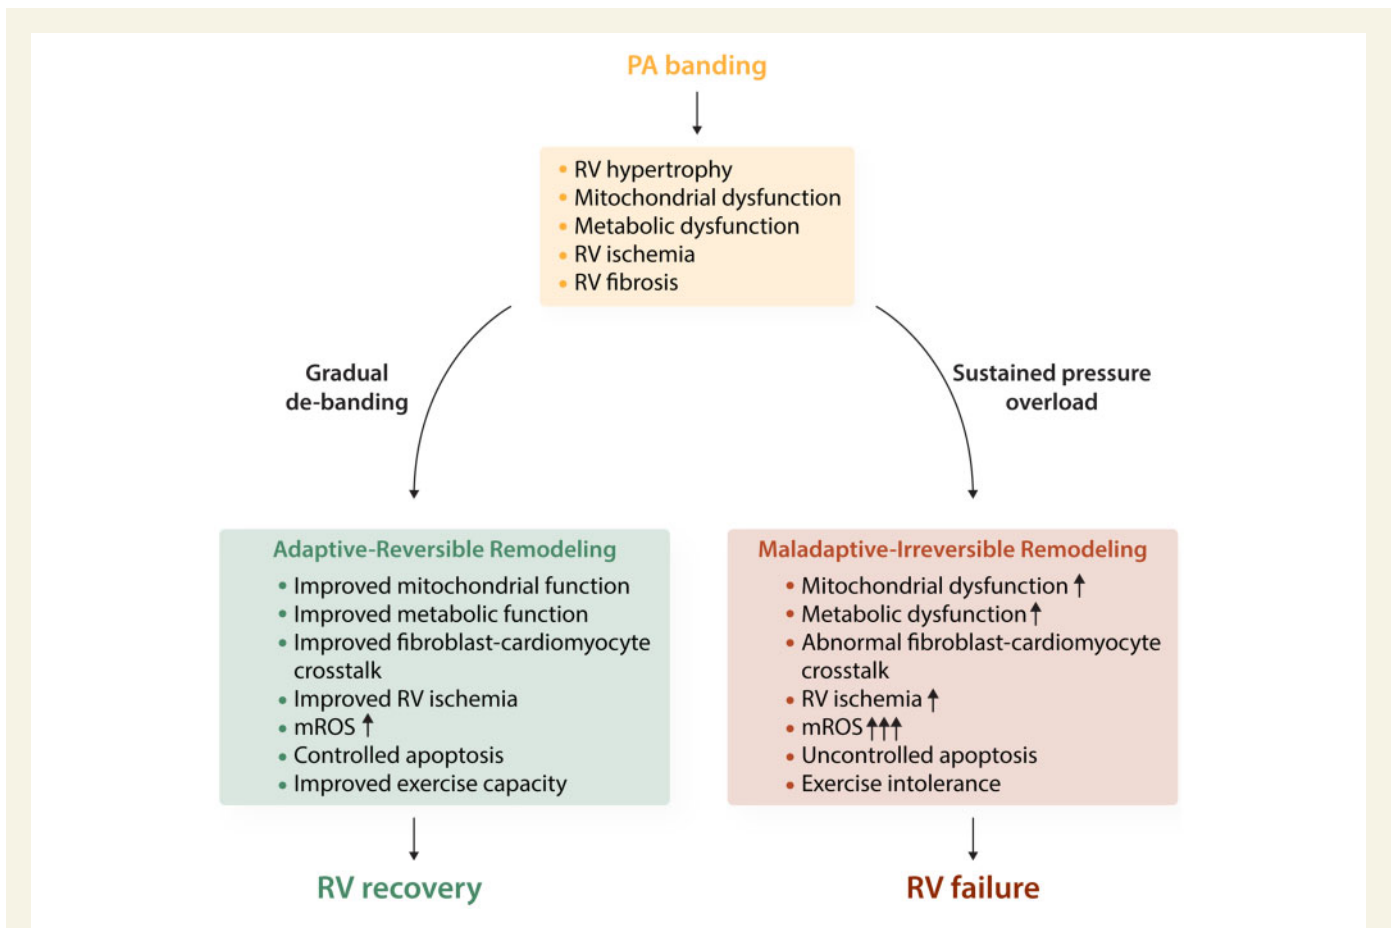 PA banding
• RV hypertrophy
• Mitochondrial dysfunction
• Metabolic dysfunction
• RV ischemia
• RV fibrosis
Gradual
de-banding
Sustained pressure
overload
Adaptive-Reversible Remodeling
• Improved mitochondrial function
• Improved metabolic function
• Improved fibroblast-cardiomyocyte
crosstalk
• Improved RV ischemia
• mROS ↑
• Controlled apoptosis
• Improved exercise capacity
Maladaptive-Irreversible Remodeling
• Mitochondrial dysfunction ↑
• Metabolic dysfunction ↑
• Abnormal fibroblast-cardiomyocyte
crosstalk
• RV ischemia ↑
• mROS ↑↑↑
• Uncontrolled apoptosis
• Exercise intolerance
RV recovery
RV failure